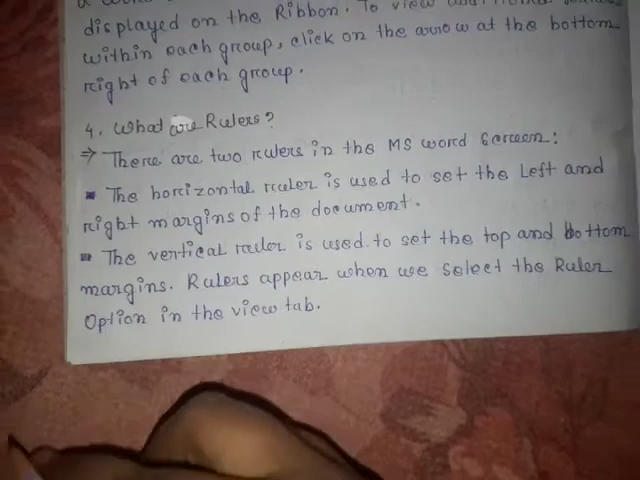 displayed on the Ribbon. To view
within each group, click on the arrow at the bottom
right of each group.
4. What are Rulers?
⇒ There are two rulers in the MS word Screen:
▪ The horizontal ruler is used to set the Left and
right margins of the document.
▪ The vertical ruler is used to set the top and bottom
margins. Rulers appear when we select the Ruler
Option in the view tab.